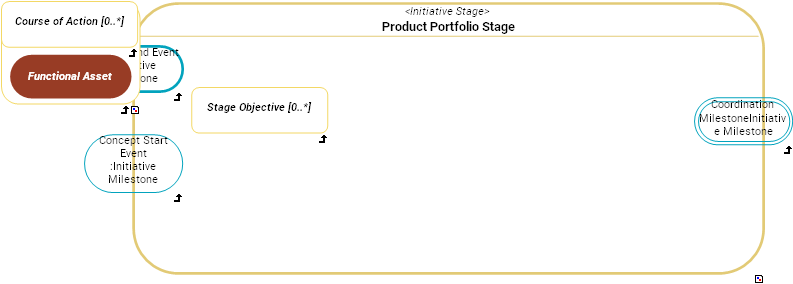 Course of Action [0..*]
<Initiative Stage>
Product Portfolio Stage
nd Event
tive
one
Functional Asset
Stage Objective [0..*]
Coordination
MilestoneInitiativ
e Milestone
Concept Start
Event
:Initiative
Milestone